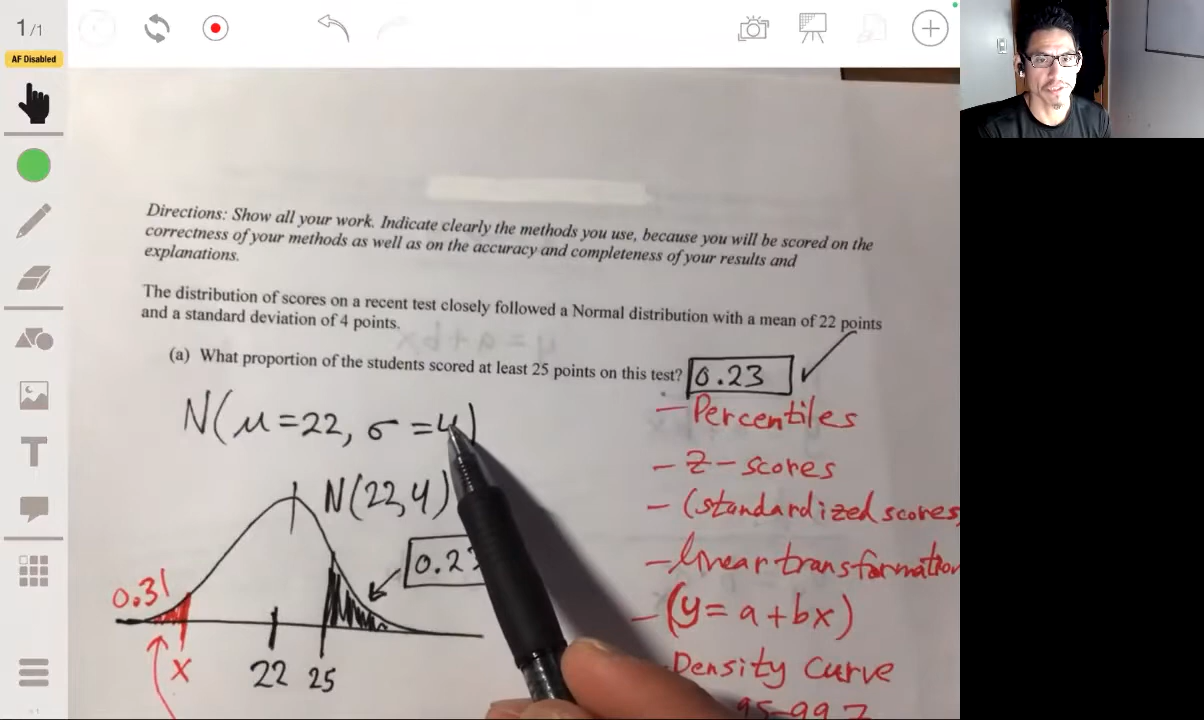 1/1
AF Disabled
Directions: Show all your work. Indicate clearly the methods you use, because you will be scored on the
correctness of your methods as well as on the accuracy and completeness of your results and
explanations.
The distribution of scores on a recent test closely followed a Normal distribution with a mean of 22 points
and a standard deviation of 4 points.
(a) What proportion of the students scored at least 25 points on this test? 0.23
N(μ=22, σ=4)
N(22,4)
0.31
X
22
25
- Percentiles
- Z-scores
- (standardized scores
- linear transformation
- (y = a + bx)
Density Curve
95-99.7
T